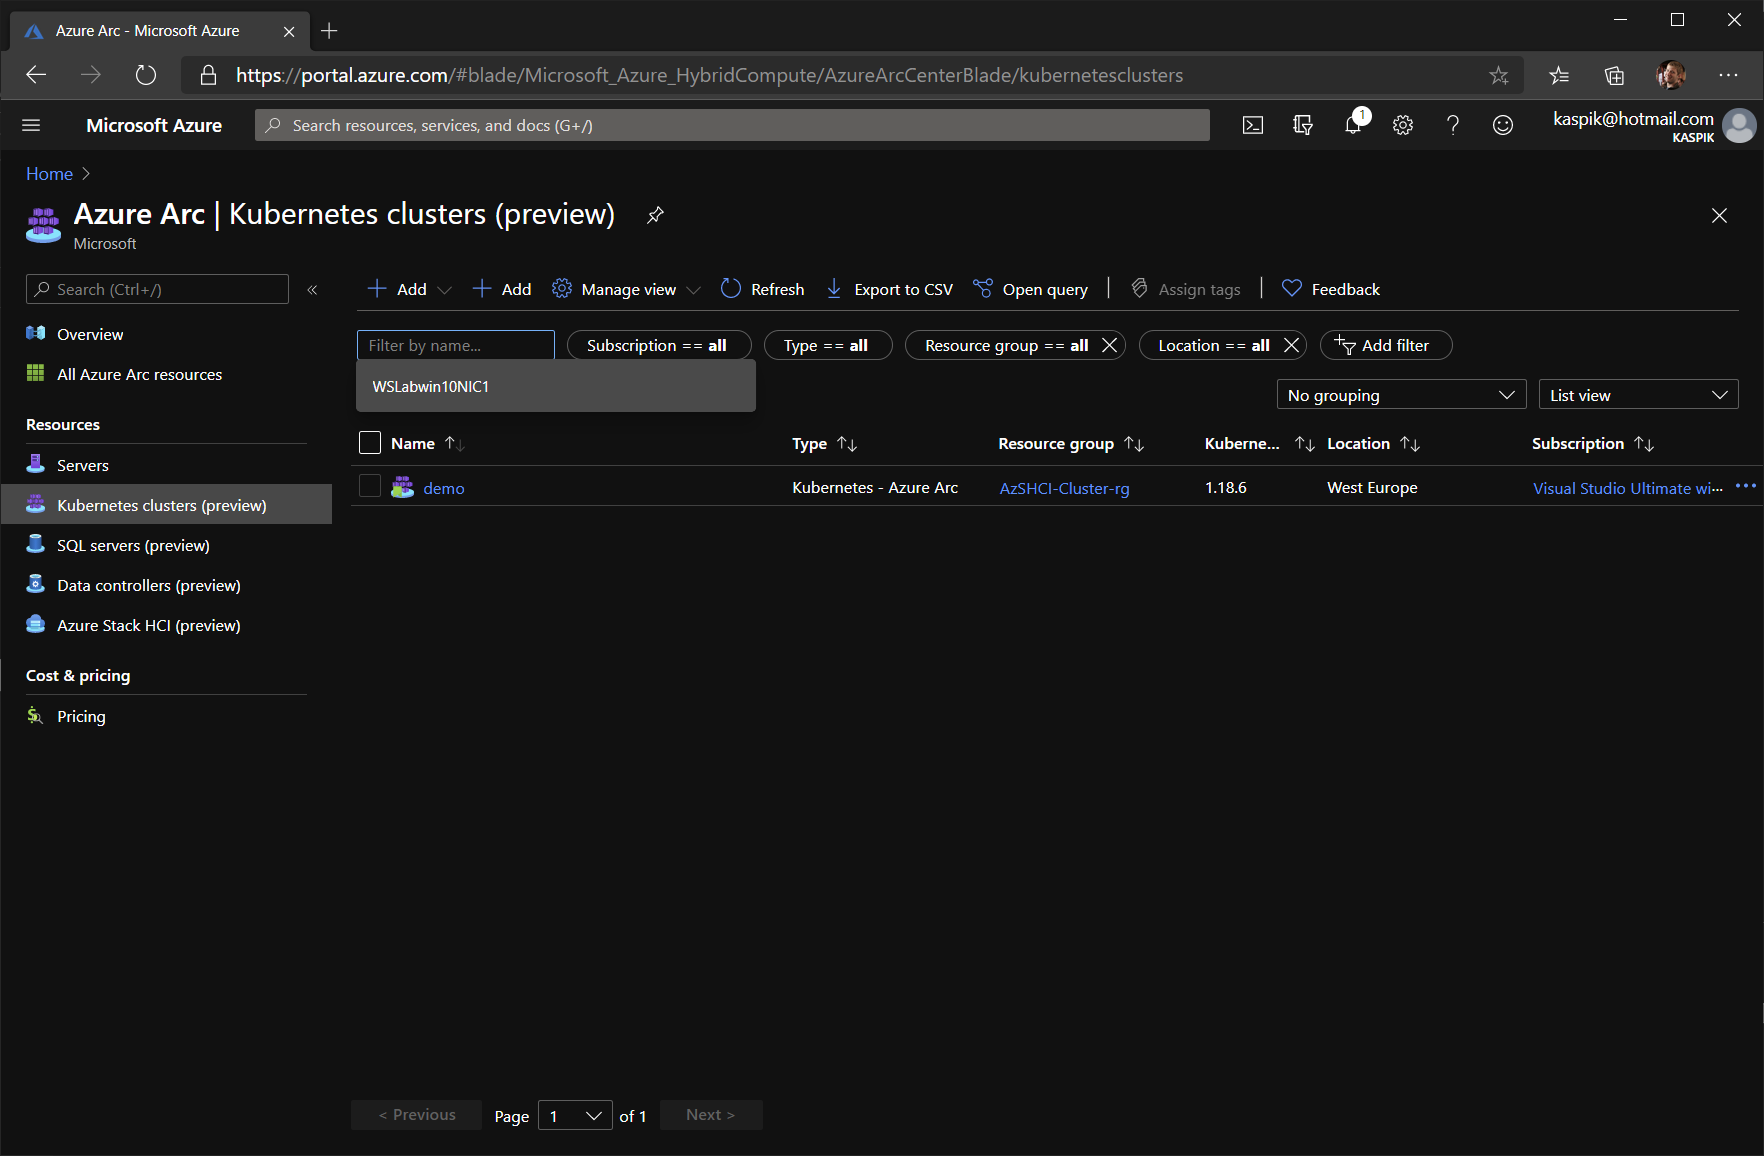 Azure Arc - Microsoft Azure
https://portal.azure.com/#blade/Microsoft_Azure_HybridCompute/AzureArcCenterBlade/kubernetesclusters
Microsoft Azure
Search resources, services, and docs (G+/)
1
kaspik@hotmail.com
KASPIK
Home
Azure Arc | Kubernetes clusters (preview)
Microsoft
Search (Ctrl+/)
«
Overview
All Azure Arc resources
Resources
Servers
Kubernetes clusters (preview)
SQL servers (preview)
Data controllers (preview)
Azure Stack HCI (preview)
Cost & pricing
Pricing
Add Add Manage view Refresh Export to CSV Open query Assign tags Feedback
Filter by name... Subscription == all Type == all Resource group == all Location == all Add filter
WSLabwin10NIC1
No grouping List view
Name Type Resource group Kuberne... Location Subscription
demo Kubernetes - Azure Arc AzSHCI-Cluster-rg 1.18.6 West Europe Visual Studio Ultimate wi...
< Previous Page 1 of 1 Next >